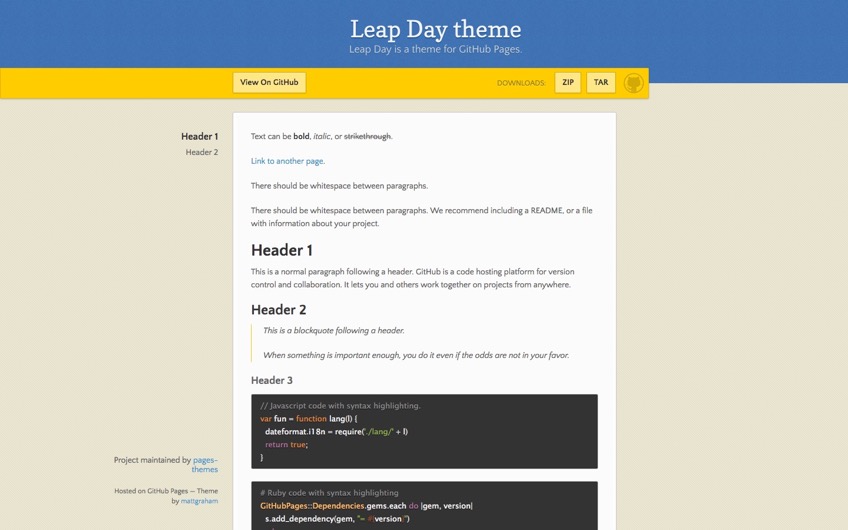 Leap Day theme
Leap Day is a theme for GitHub Pages.
View On GitHub
DOWNLOADS:
ZIP
TAR
Header 1
Header 2
Text can be bold, italic, or strikethrough.
Link to another page.
There should be whitespace between paragraphs.
There should be whitespace between paragraphs. We recommend including a README, or a file
with information about your project.
Header 1
This is a normal paragraph following a header. GitHub is a code hosting platform for version
control and collaboration. It lets you and others work together on projects from anywhere.
Header 2
This is a blockquote following a header.
When something is important enough, you do it even if the odds are not in your favor.
Header 3
// Javascript code with syntax highlighting.
var fun = function lang(l) {
dateformat.i18n = require('./lang/' + l)
return true;
}
# Ruby code with syntax highlighting
GitHubPages::Dependencies.gems.each do |gem, version|
s.add_dependency(gem, "= #{version}")
Project maintained by pages-
themes
Hosted on GitHub Pages — Theme
by mattgraham